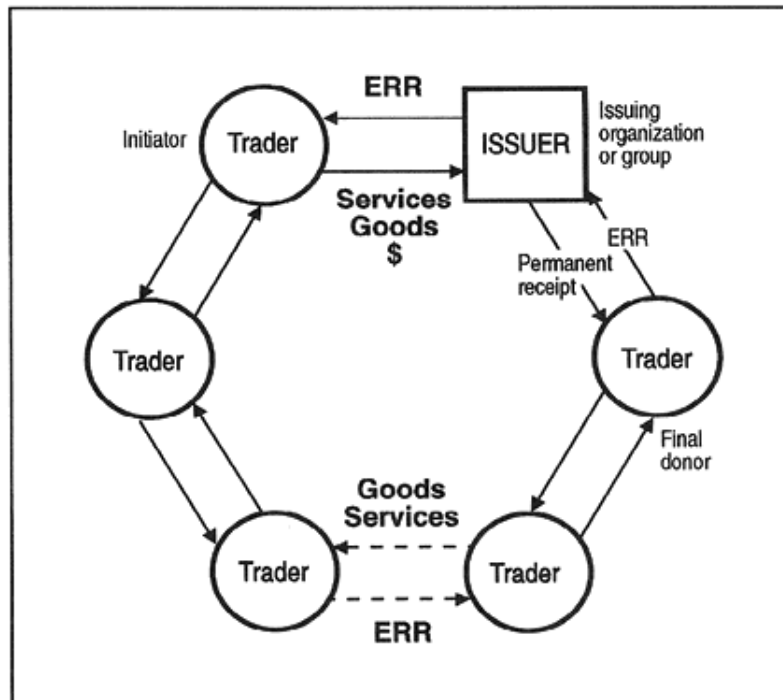 ERR
Initiator
Trader
ISSUER
Issuing
organization
or group
Services
Goods
$
ERR
Permanent
receipt
Trader
Trader
Final
donor
Goods
Services
Trader
Trader
ERR